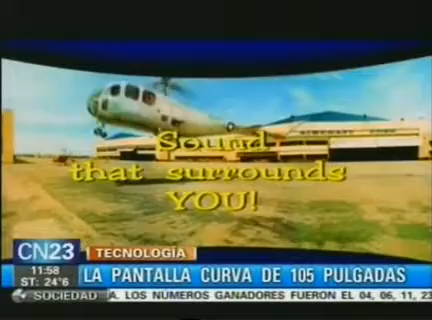 Sound
that surrounds
YOU!
CN23
TECNOLOGÍA
11:58
ST: 24°6
LA PANTALLA CURVA DE 105 PULGADAS
SOCIEDAD
A. LOS NÚMEROS GANADORES FUERON EL 04, 06, 11, 23